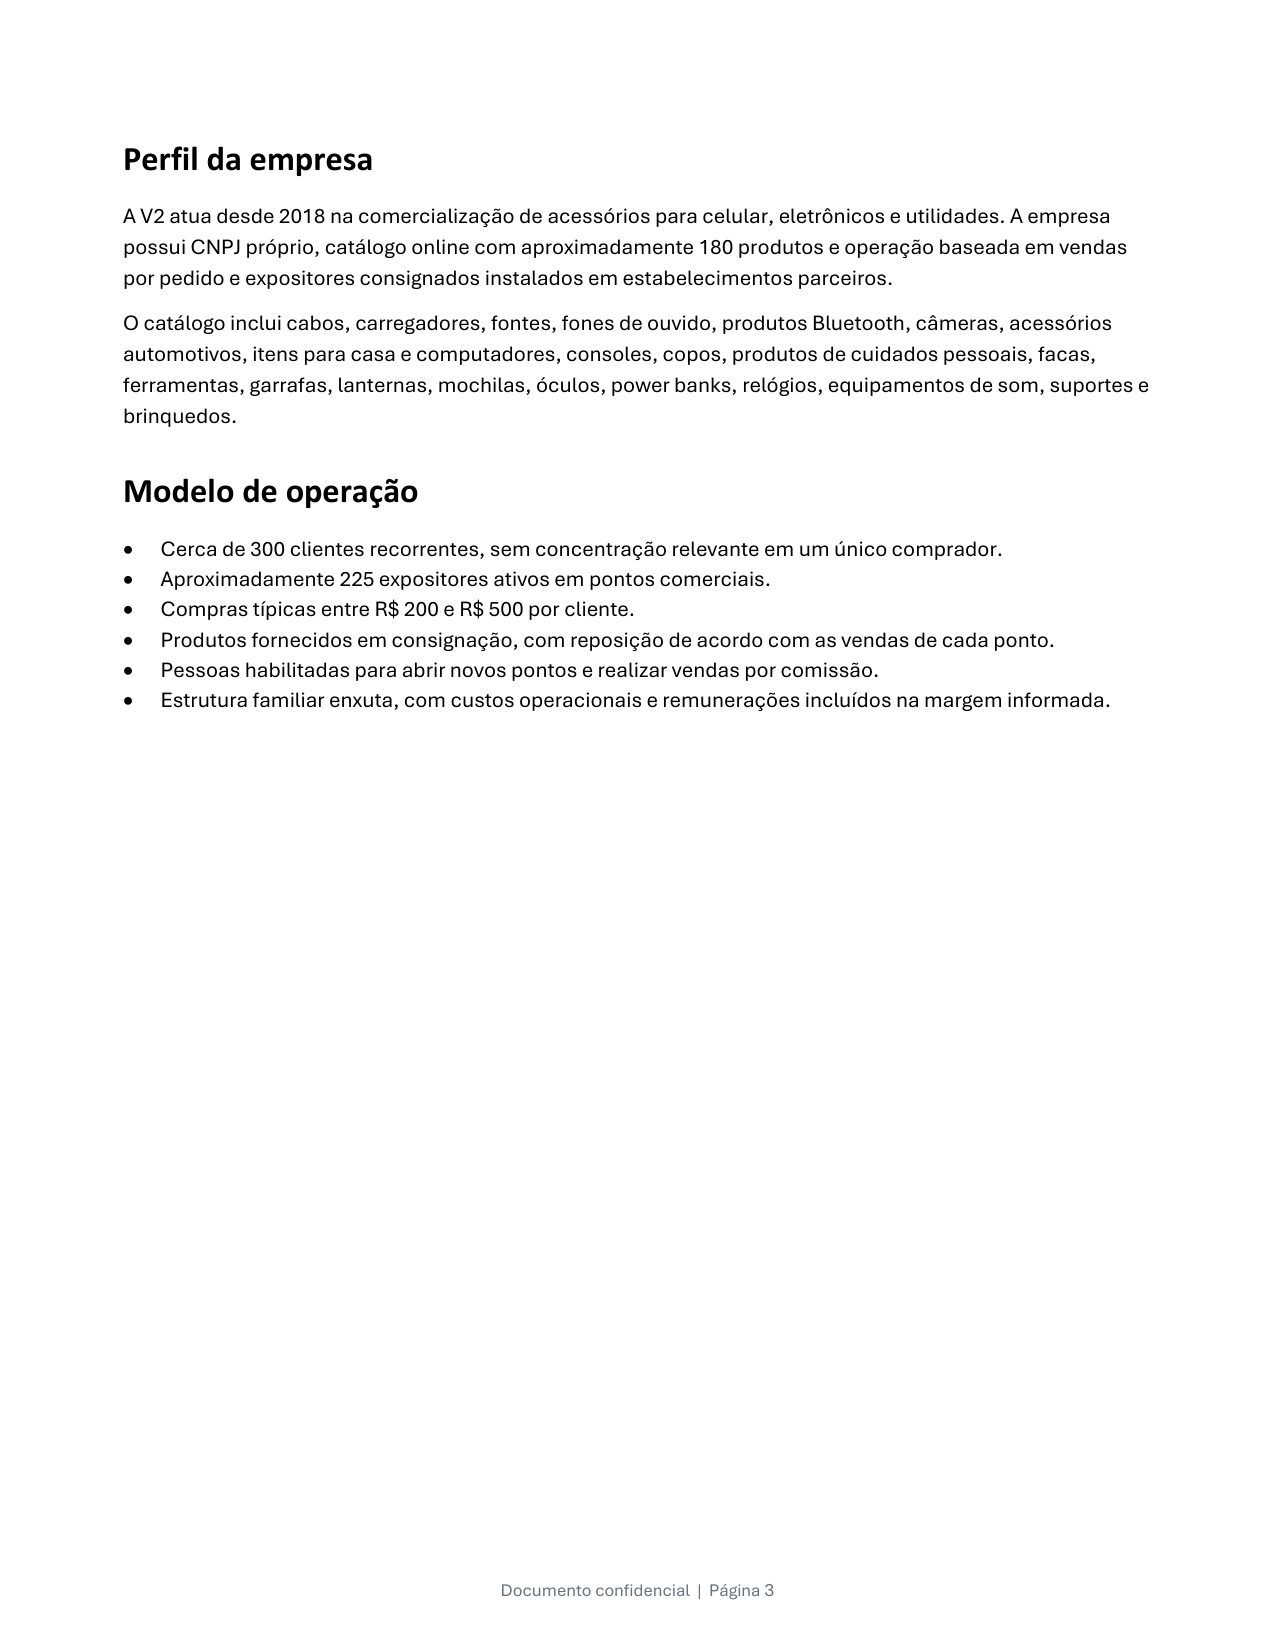 Perfil da empresa
A V2 atua desde 2018 na comercialização de acessórios para celular, eletrônicos e utilidades. A empresa
possui CNPJ próprio, catálogo online com aproximadamente 180 produtos e operação baseada em vendas
por pedido e expositores consignados instalados em estabelecimentos parceiros.
O catálogo inclui cabos, carregadores, fontes, fones de ouvido, produtos Bluetooth, câmeras, acessórios
automotivos, itens para casa e computadores, consoles, copos, produtos de cuidados pessoais, facas,
ferramentas, garrafas, lanternas, mochilas, óculos, power banks, relógios, equipamentos de som, suportes e
brinquedos.
Modelo de operação
• Cerca de 300 clientes recorrentes, sem concentração relevante em um único comprador.
• Aproximadamente 225 expositores ativos em pontos comerciais.
• Compras típicas entre R$ 200 e R$ 500 por cliente.
• Produtos fornecidos em consignação, com reposição de acordo com as vendas de cada ponto.
• Pessoas habilitadas para abrir novos pontos e realizar vendas por comissão.
• Estrutura familiar enxuta, com custos operacionais e remunerações incluídos na margem informada.
Documento confidencial | Página 3